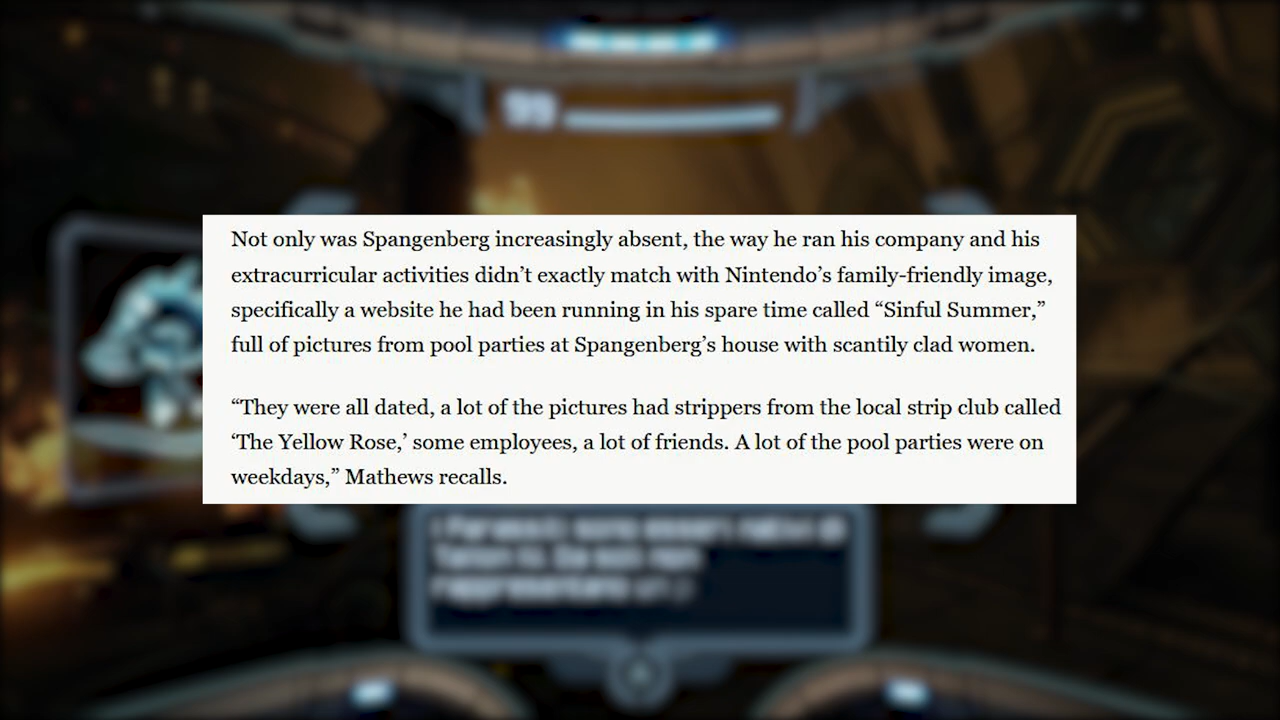 99
Not only was Spangenberg increasingly absent, the way he ran his company and his
extracurricular activities didn’t exactly match with Nintendo’s family-friendly image,
specifically a website he had been running in his spare time called “Sinful Summer,”
full of pictures from pool parties at Spangenberg’s house with scantily clad women.
“They were all dated, a lot of the pictures had strippers from the local strip club called
‘The Yellow Rose,’ some employees, a lot of friends. A lot of the pool parties were on
weekdays,” Mathews recalls.